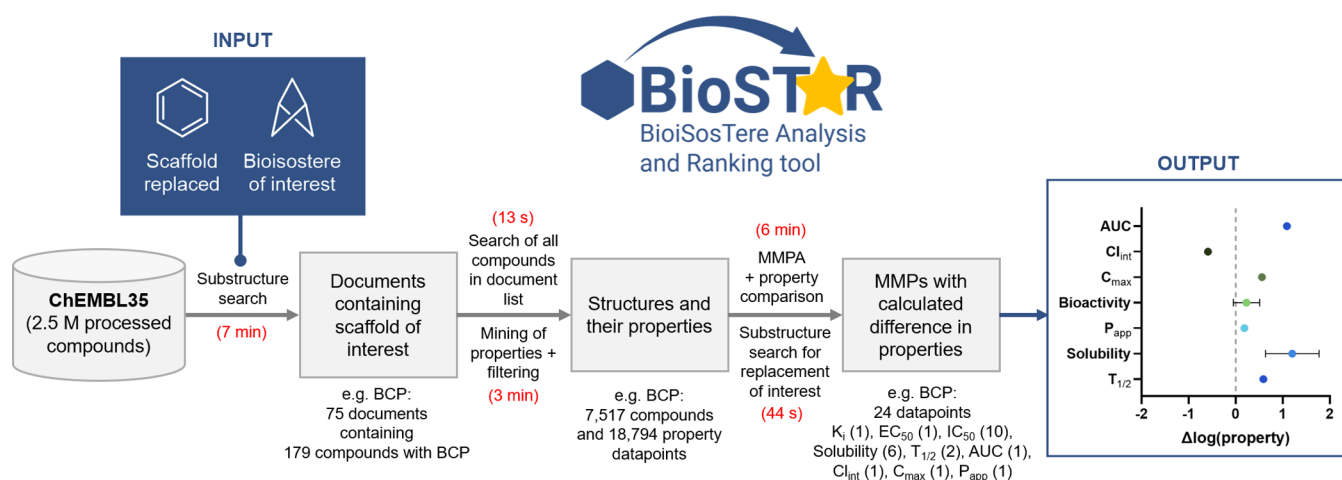 INPUT
Scaffold
replaced
Bioisostere
of interest
BioSTAR
BioiSosTere Analysis
and Ranking tool
ChEMBL35
(2.5 M processed
compounds)
Substructure
search
(7 min)
Documents
containing
scaffold of
interest
e.g. BCP:
75 documents
containing
179 compounds with BCP
(13 s)
Search of all
compounds
in document
list
Mining of
properties +
filtering
(3 min)
Structures and
their properties
e.g. BCP:
7,517 compounds
and 18,794 property
datapoints
(6 min)
MMPA
+ property
comparison
Substructure
search for
replacement
of interest
(44 s)
MMPs with
calculated
difference in
properties
e.g. BCP:
24 datapoints
Ki (1), EC50 (1), IC50 (10),
Solubility (6), T1/2 (2), AUC (1),
Clint (1), Cmax (1), Papp (1)
OUTPUT
AUC
Clint
Cmax
Bioactivity
Papp
Solubility
T1/2
-2 -1 0 1 2
Δlog(property)